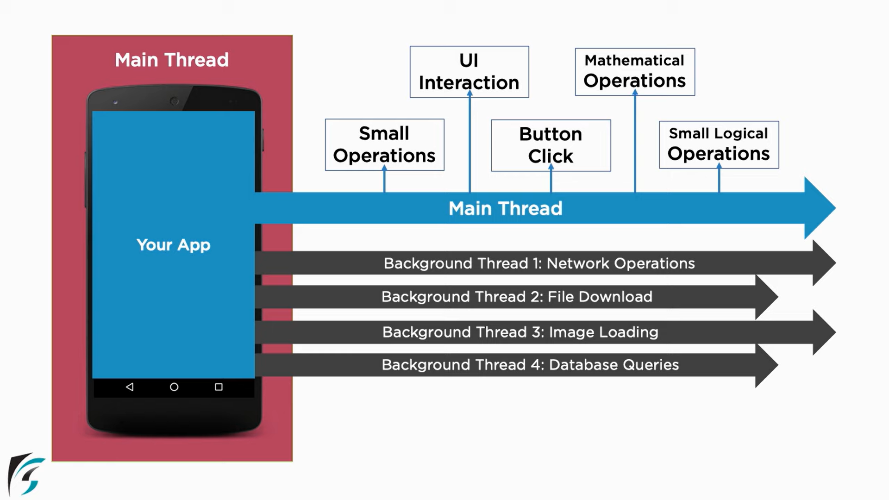 Main Thread
Your App
Small
Operations
UI
Interaction
Button
Click
Mathematical
Operations
Small Logical
Operations
Main Thread
Background Thread 1: Network Operations
Background Thread 2: File Download
Background Thread 3: Image Loading
Background Thread 4: Database Queries